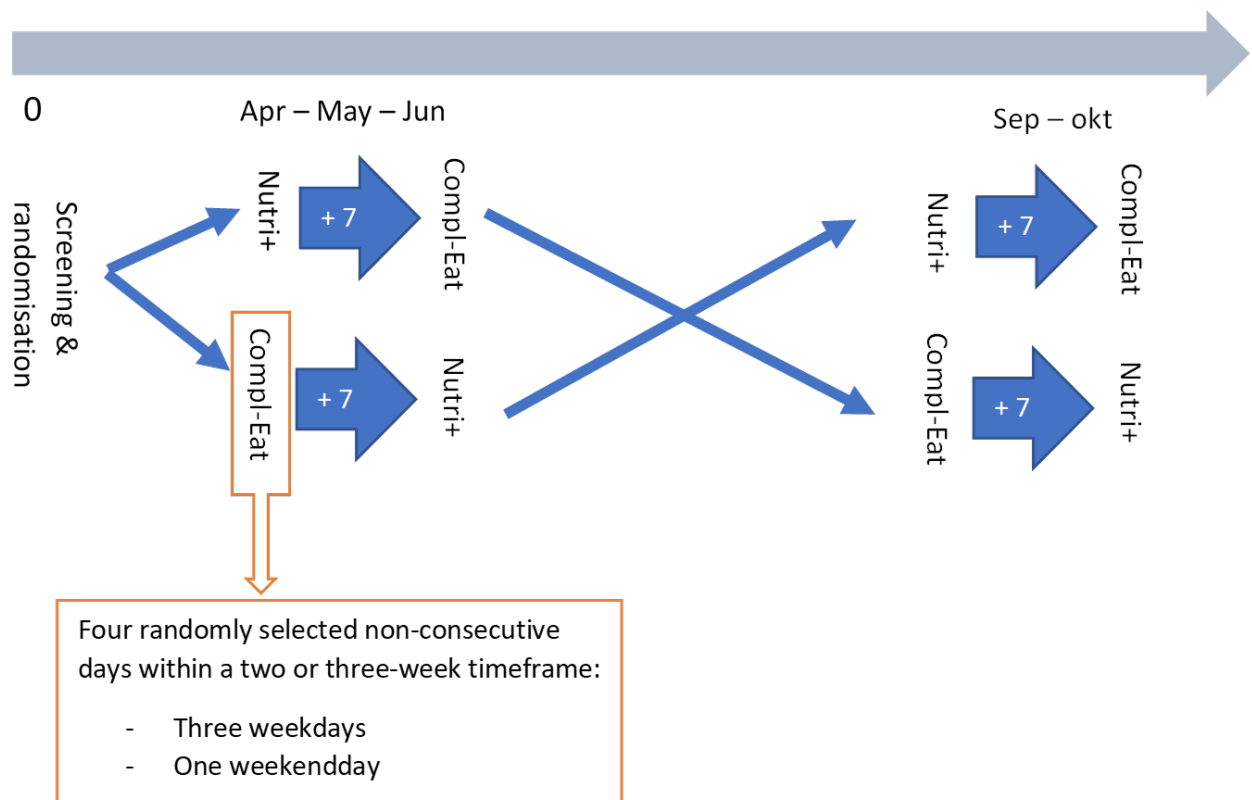 0
Apr – May – Jun
Sep – okt
Screening &
randomisation
Nutri+
+ 7
Compl-Eat
Nutri+
+ 7
Compl-Eat
Compl-Eat
+ 7
Nutri+
Compl-Eat
+ 7
Nutri+
Four randomly selected non-consecutive
days within a two or three-week timeframe:
- Three weekdays
- One weekendday